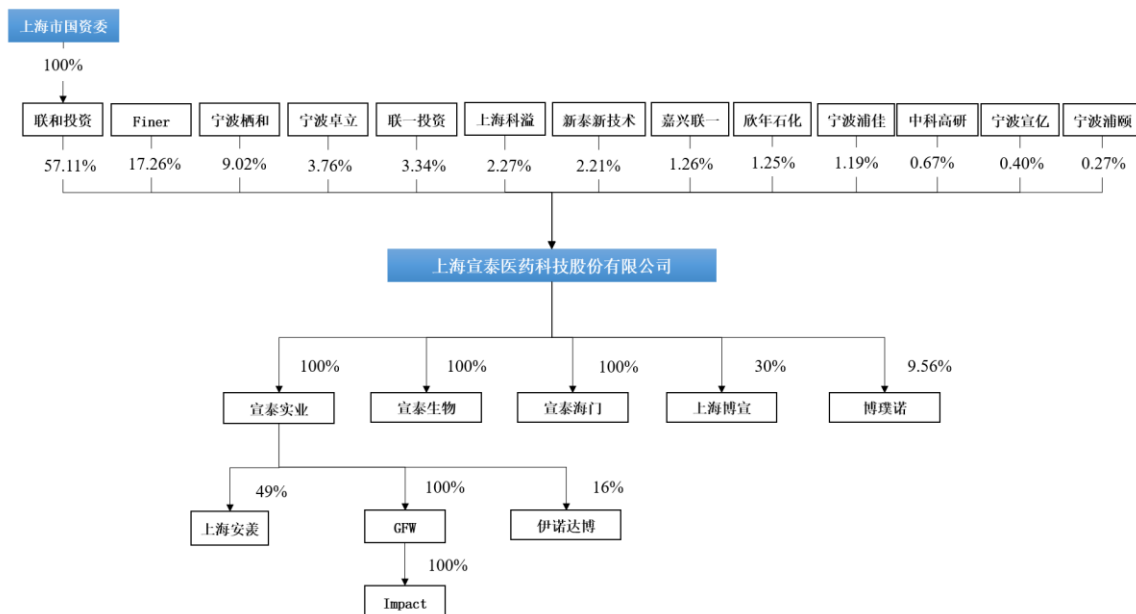 上海市国资委
100%
联和投资 Finer 宁波栖和 宁波卓立 联一投资 上海科溢 新泰新技术 嘉兴联一 欣年石化 宁波浦佳 中科高研 宁波宣亿 宁波浦颐
57.11% 17.26% 9.02% 3.76% 3.34% 2.27% 2.21% 1.26% 1.25% 1.19% 0.67% 0.40% 0.27%
上海宣泰医药科技股份有限公司
100% 100% 100% 30% 9.56%
宣泰实业 宣泰生物 宣泰海门 上海博宣 博璞诺
49% 100% 16%
上海安羡 GFW 伊诺达博
100%
Impact